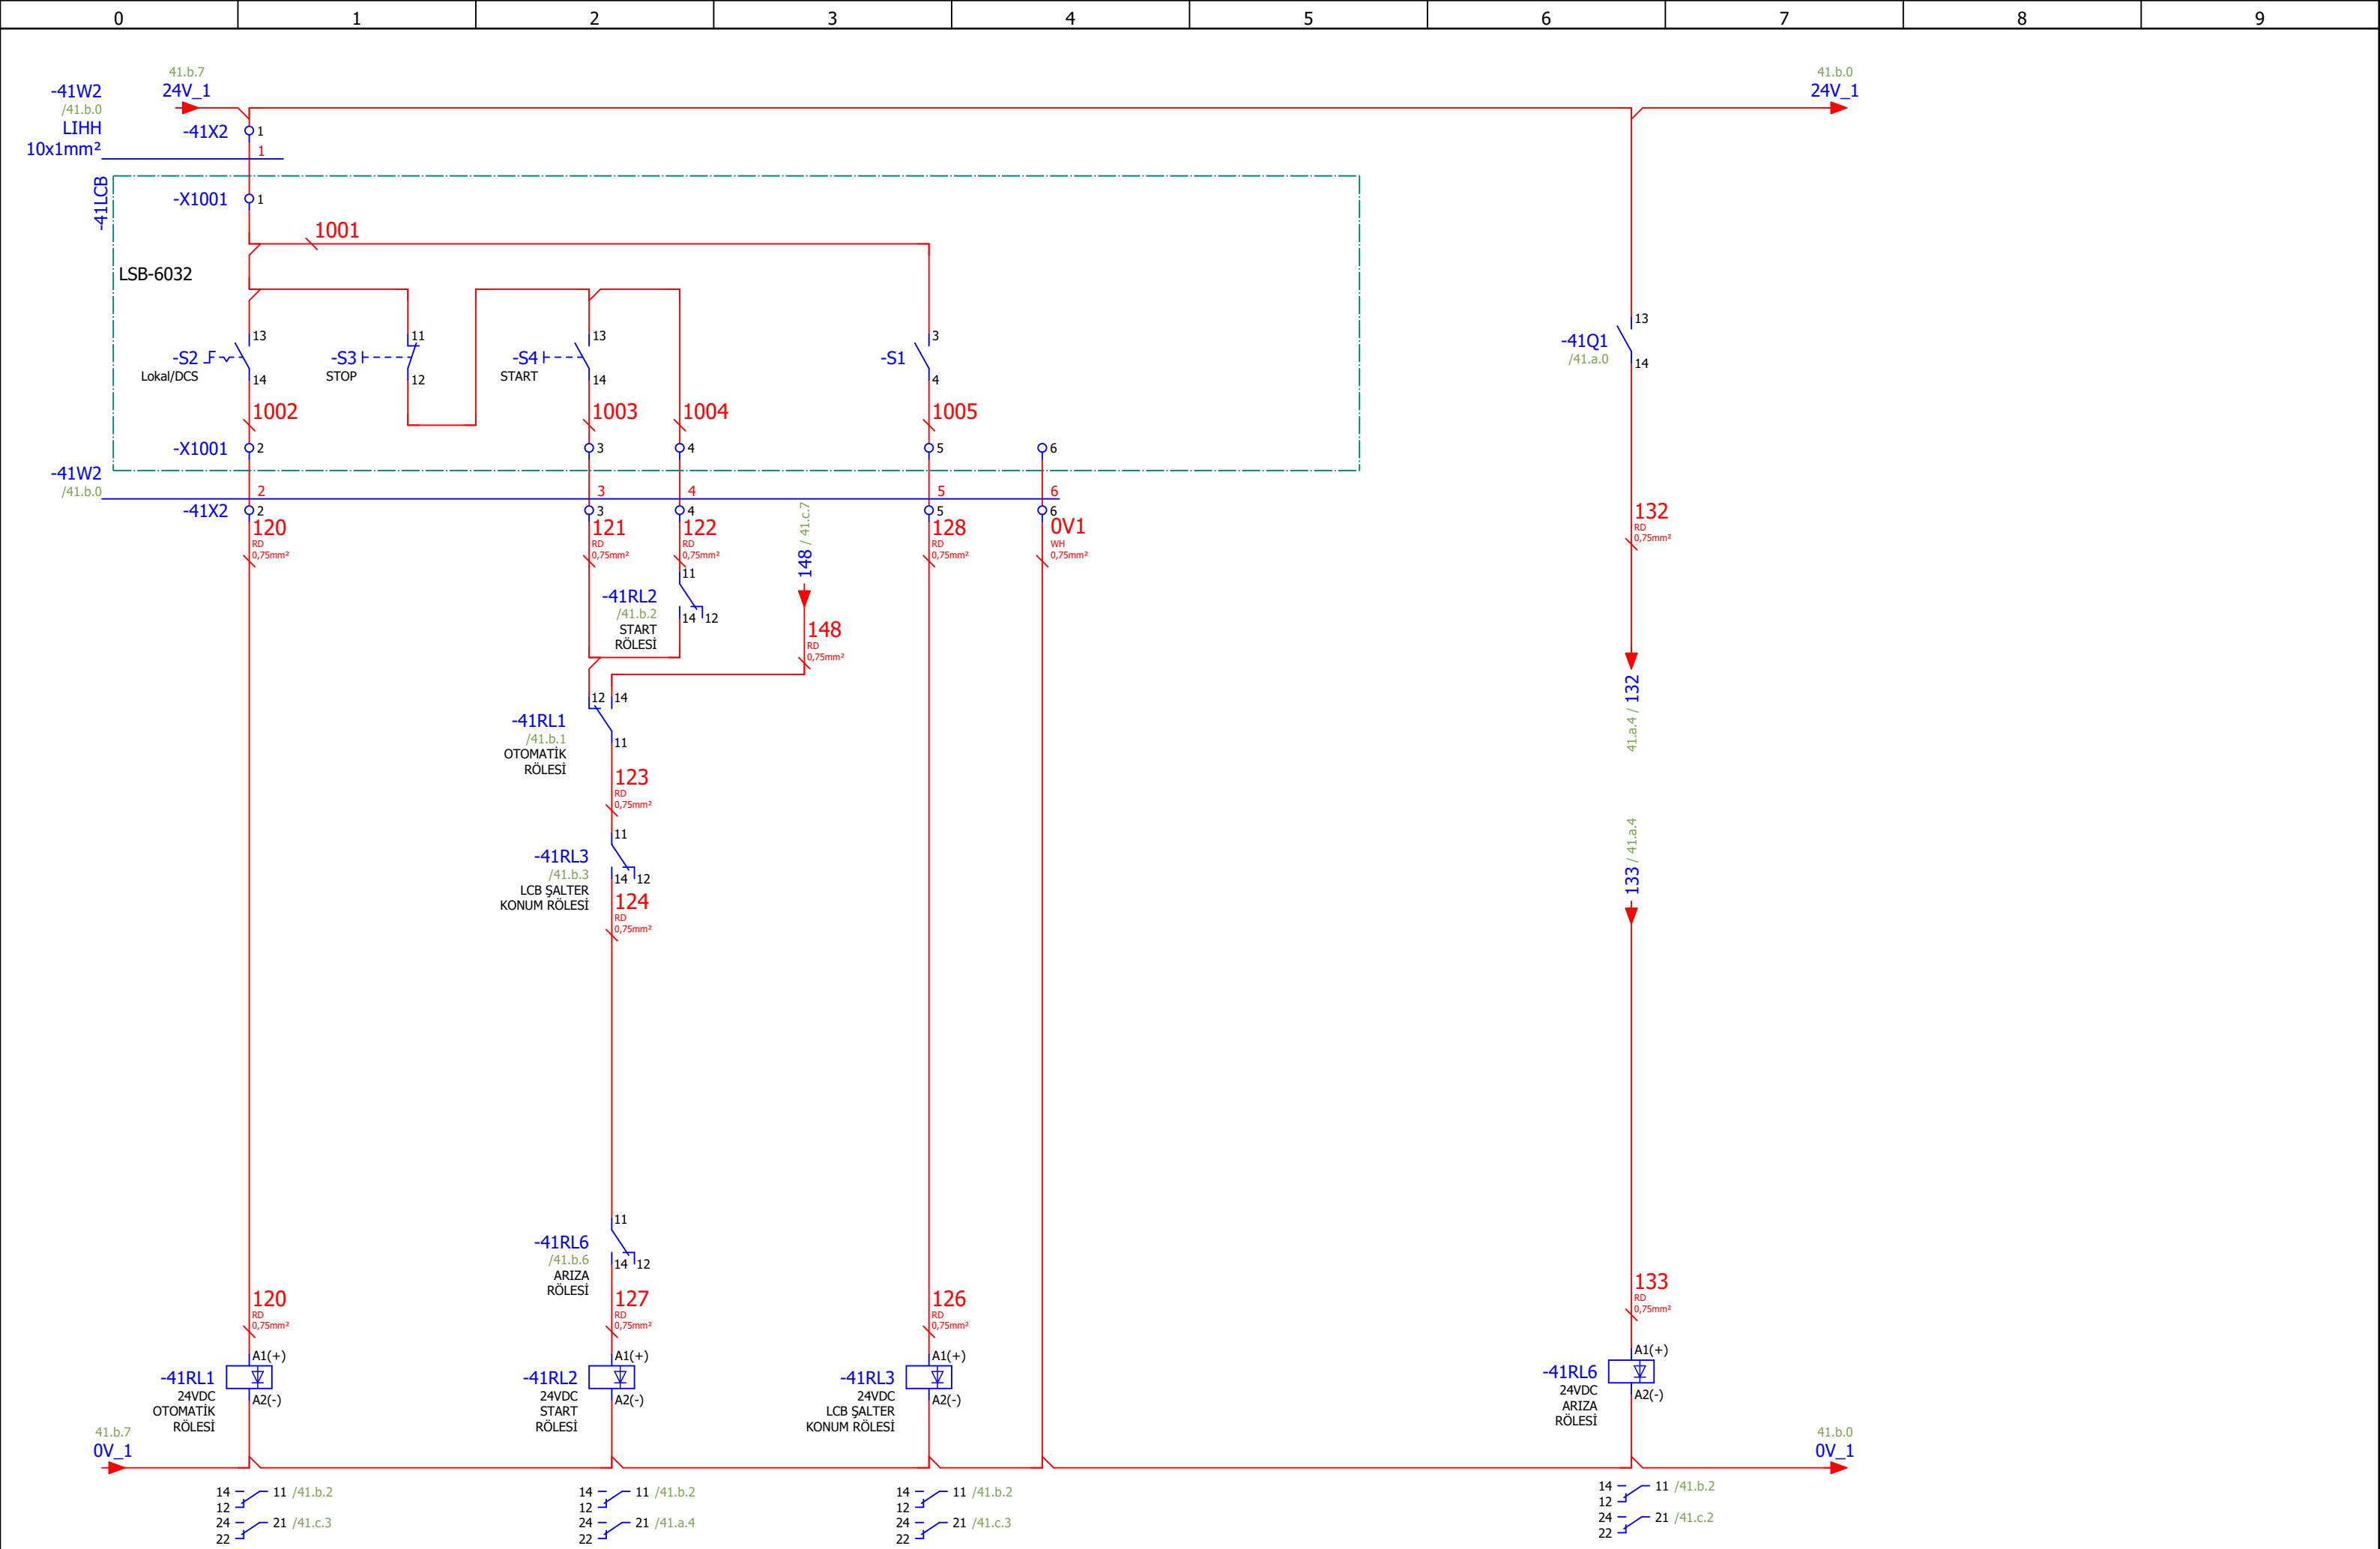 0 1 2 3 4 5 6 7 8 9
41.b.7
24V_1
41.b.0
24V_1
-41W2
/41.b.0
LIHH
10x1mm²
-41X2 1
1
-41LCB
-X1001 1
1001
LSB-6032
-S2
Lokal/DCS
13
14
-S3
STOP
11
12
-S4
START
13
14
-S1
3
4
-41Q1
/41.a.0
13
14
1002
1003
1004
1005
-X1001 2 3 4 5 6
-41W2
/41.b.0
2 3 4 5 6
-41X2 2 3 4 5 6
120
RD
0,75mm²
121
RD
0,75mm²
122
RD
0,75mm²
148 / 41.c.7
128
RD
0,75mm²
0V1
WH
0,75mm²
132
RD
0,75mm²
-41RL2
/41.b.2
START
RÖLESİ
11
14 12
148
RD
0,75mm²
41.a.4 / 132
-41RL1
/41.b.1
OTOMATİK
RÖLESİ
12 14
11
123
RD
0,75mm²
-41RL3
/41.b.3
LCB ŞALTER
KONUM RÖLESİ
11
14 12
124
RD
0,75mm²
133 / 41.a.4
-41RL6
/41.b.6
ARIZA
RÖLESİ
11
14 12
120
RD
0,75mm²
127
RD
0,75mm²
126
RD
0,75mm²
133
RD
0,75mm²
-41RL1
24VDC
OTOMATİK
RÖLESİ
A1(+)
A2(-)
-41RL2
24VDC
START
RÖLESİ
A1(+)
A2(-)
-41RL3
24VDC
LCB ŞALTER
KONUM RÖLESİ
A1(+)
A2(-)
-41RL6
24VDC
ARIZA
RÖLESİ
A1(+)
A2(-)
41.b.7
0V_1
41.b.0
0V_1
14 11 /41.b.2
12
24 21 /41.c.3
22
14 11 /41.b.2
12
24 21 /41.a.4
22
14 11 /41.b.2
12
24 21 /41.c.3
22
14 11 /41.b.2
12
24 21 /41.c.2
22